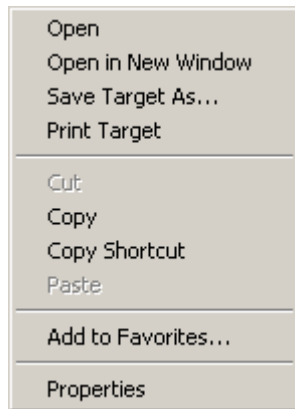 Open
Open in New Window
Save Target As...
Print Target
Cut
Copy
Copy Shortcut
Paste
Add to Favorites...
Properties